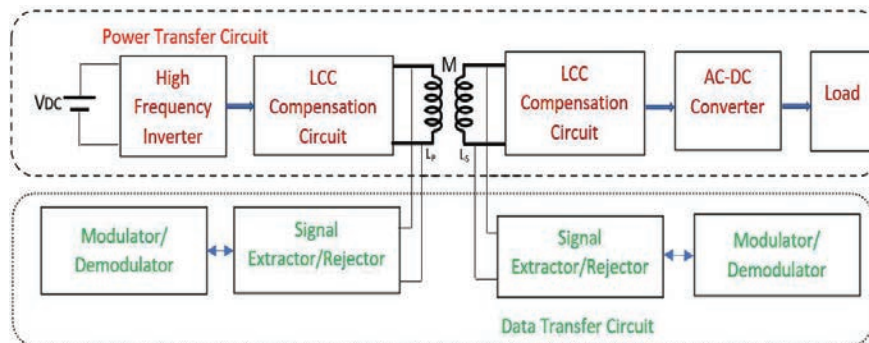 Power Transfer Circuit
VDC
High
Frequency
Inverter
LCC
Compensation
Circuit
M
LP
LS
LCC
Compensation
Circuit
AC-DC
Converter
Load
Modulator/
Demodulator
Signal
Extractor/Rejector
Signal
Extractor/Rejector
Modulator/
Demodulator
Data Transfer Circuit